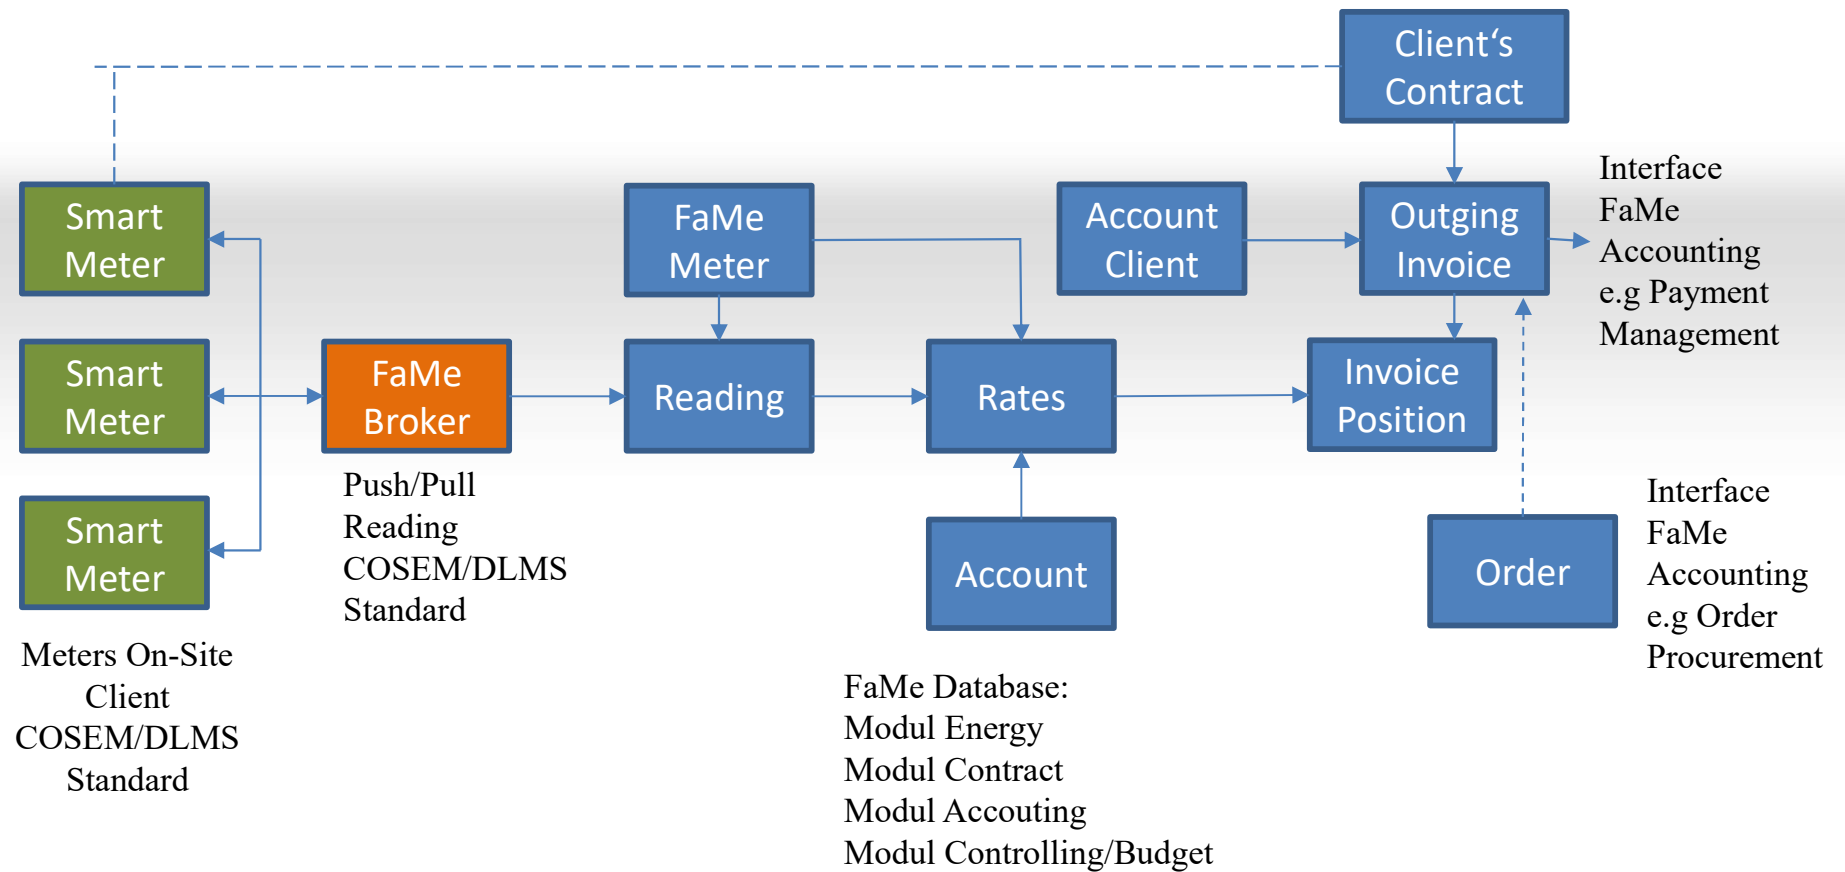 Client‘s
Contract
Smart
Meter
FaMe
Meter
Account
Client
Outging
Invoice
Interface
FaMe
Accounting
e.g Payment
Management
Smart
Meter
FaMe
Broker
Reading
Rates
Invoice
Position
Push/Pull
Reading
COSEM/DLMS
Standard
Smart
Meter
Account
Order
Interface
FaMe
Accounting
e.g Order
Procurement
Meters On-Site
Client
COSEM/DLMS
Standard
FaMe Database:
Modul Energy
Modul Contract
Modul Accouting
Modul Controlling/Budget